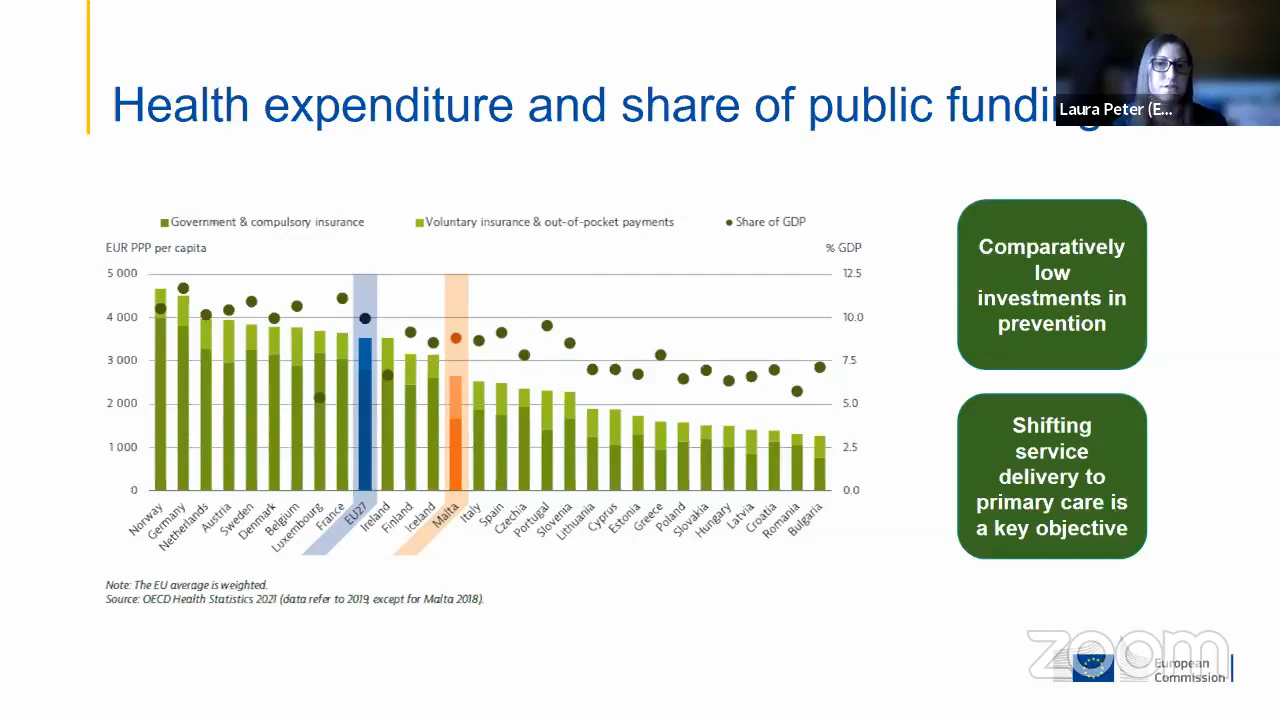 Health expenditure and share of public funding
Laura Peter (E...
Government & compulsory insurance
Voluntary insurance & out-of-pocket payments
Share of GDP
EUR PPP per capita
% GDP
5 000
4 000
3 000
2 000
1 000
0
12.5
10.0
7.5
5.0
2.5
0.0
Norway
Germany
Netherlands
Austria
Sweden
Denmark
Belgium
Luxembourg
France
EU27
Ireland
Finland
Iceland
Malta
Italy
Spain
Czechia
Portugal
Slovenia
Lithuania
Cyprus
Estonia
Greece
Poland
Slovakia
Hungary
Latvia
Croatia
Romania
Bulgaria
Note: The EU average is weighted.
Source: OECD Health Statistics 2021 (data refer to 2019, except for Malta 2018).
Comparatively
low
investments in
prevention
Shifting
service
delivery to
primary care is
a key objective
zoom
European
Commission